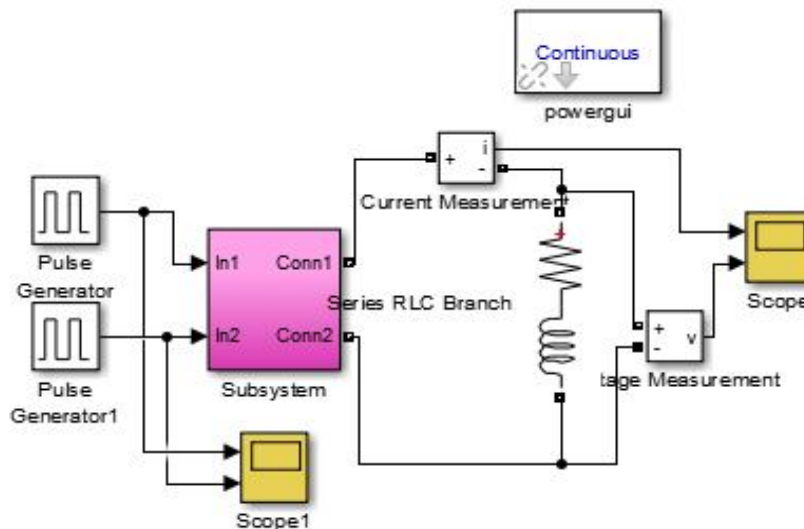 Continuous
powergui
i
+
-
Current Measurement
Pulse
Generator
In1
Conn1
Series RLC Branch
In2
Conn2
Subsystem
Pulse
Generator1
+
+
-
v
tage Measurement
Scope
Scope1